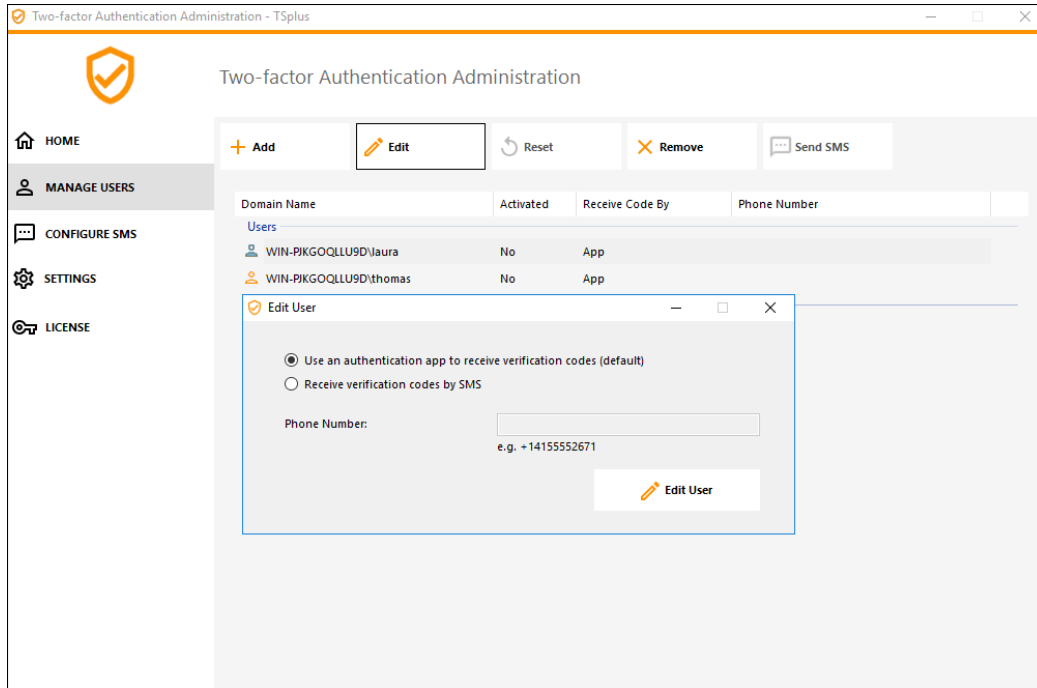 Two-factor Authentication Administration - TSplus
Two-factor Authentication Administration
HOME
MANAGE USERS
CONFIGURE SMS
SETTINGS
LICENSE
Add Edit Reset Remove Send SMS
Domain Name Activated Receive Code By Phone Number
Users
WIN-PJKGOQLLU9D\laura No App
WIN-PJKGOQLLU9D\thomas No App
Edit User
Use an authentication app to receive verification codes (default)
Receive verification codes by SMS
Phone Number:
e.g. +14155552671
Edit User